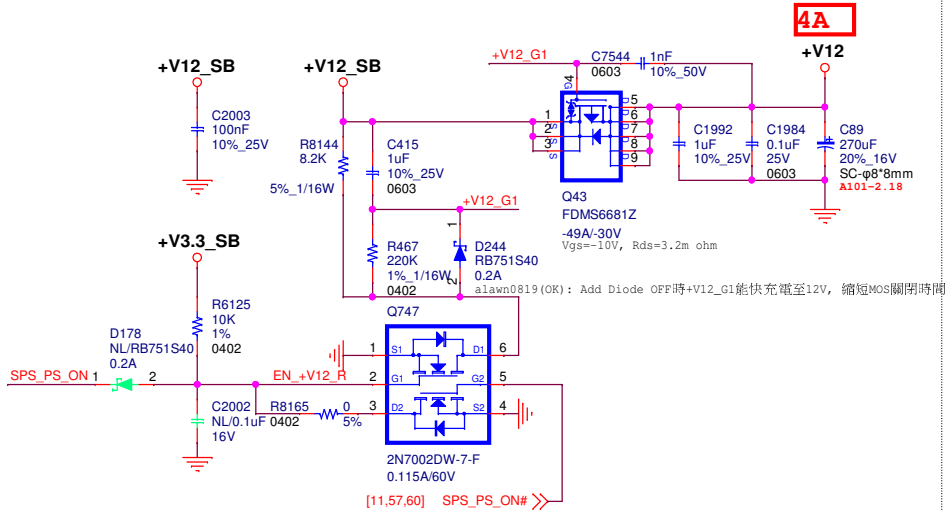 4A
+V12_SB
+V12_SB
+V12_G1
C7544
0603
1nF
10%_50V
+V12
C2003
100nF
10%_25V
R8144
8.2K
5%_1/16W
C415
1uF
10%_25V
0603
4
G
1
2
3
S
S
S
5
6
7
8
9
D
D
D
D
D
Q43
FDMS6681Z
-49A/-30V
Vgs=-10V, Rds=3.2m ohm
C1992
1uF
10%_25V
C1984
0.1uF
25V
0603
C89
270uF
20%_16V
SC-φ8*8mm
A101-2.18
+V12_G1
R467
220K
1%_1/16W
0402
1
2
D244
RB751S40
0.2A
alawn0819(OK): Add Diode OFF時+V12_G1能快充電至12V, 縮短MOS關閉時間
+V3.3_SB
R6125
10K
1%
0402
D178
NL/RB751S40
0.2A
SPS_PS_ON
1
2
EN_+V12_R
C2002
NL/0.1uF
16V
R8165
0402
0
5%
Q747
1
S1
D1
6
2
G1
G2
5
3
D2
S2
4
2N7002DW-7-F
0.115A/60V
[11,57,60]
SPS_PS_ON#